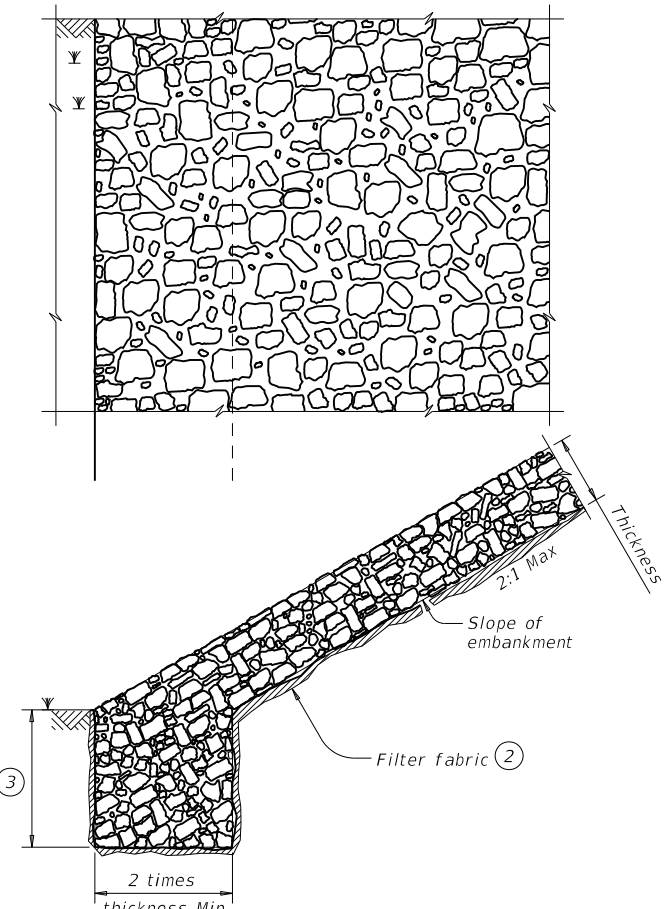 Thickness
2:1 Max
Slope of
embankment
Filter fabric 2
3
2 times
thickness Min